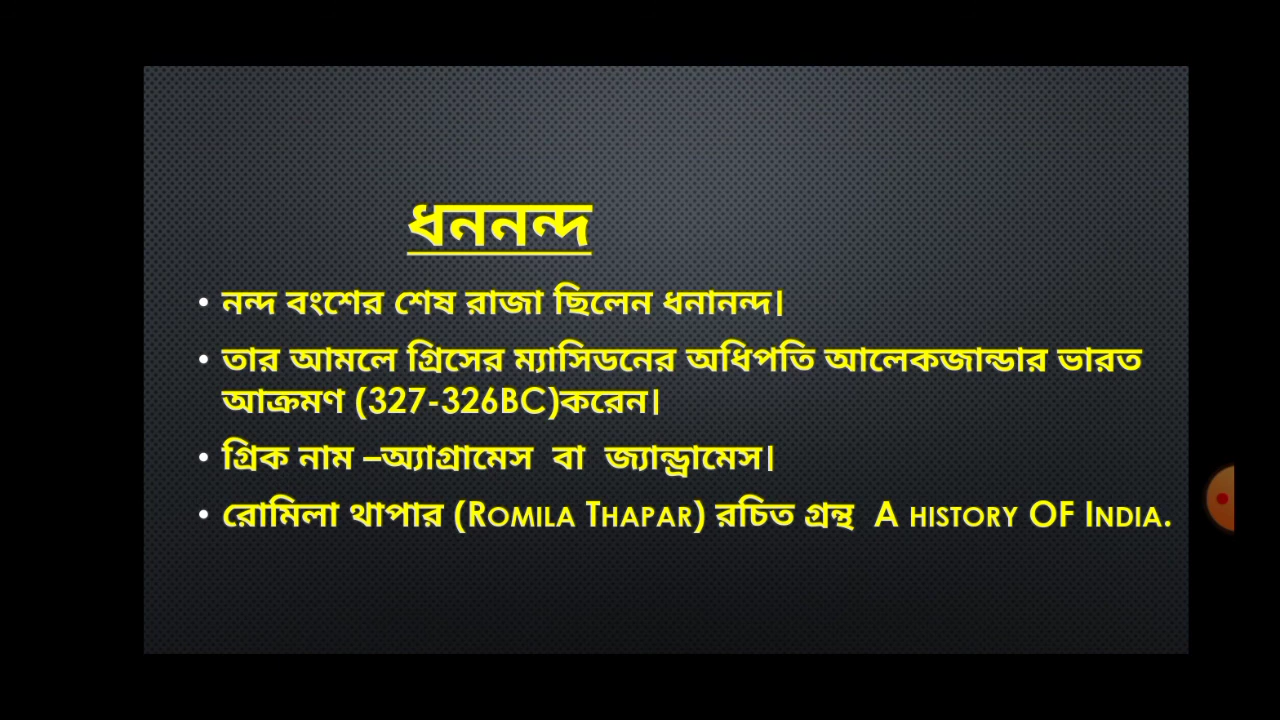 ধননন্দ
• নন্দ বংশের শেষ রাজা ছিলেন ধনানন্দ।
• তার আমলে গ্রিসের ম্যাসিডনের অধিপতি আলেকজান্ডার ভারত
আক্রমণ (327-326BC)করেন।
• গ্রিক নাম –অ্যাগ্রামেস বা জ্যান্ড্রামেস।
• রোমিলা থাপার (Romila Thapar) রচিত গ্রন্থ A history OF India.